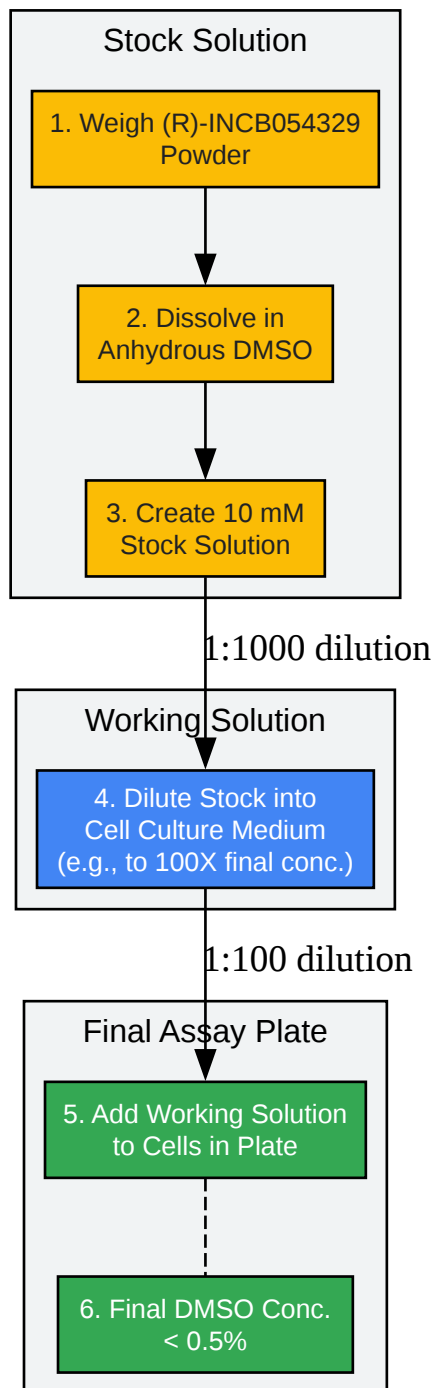 Stock Solution
1. Weigh (R)-INCB054329
Powder
2. Dissolve in
Anhydrous DMSO
3. Create 10 mM
Stock Solution
1:1000 dilution
Working Solution
4. Dilute Stock into
Cell Culture Medium
(e.g., to 100X final conc.)
1:100 dilution
Final Assay Plate
5. Add Working Solution
to Cells in Plate
6. Final DMSO Conc.
< 0.5%